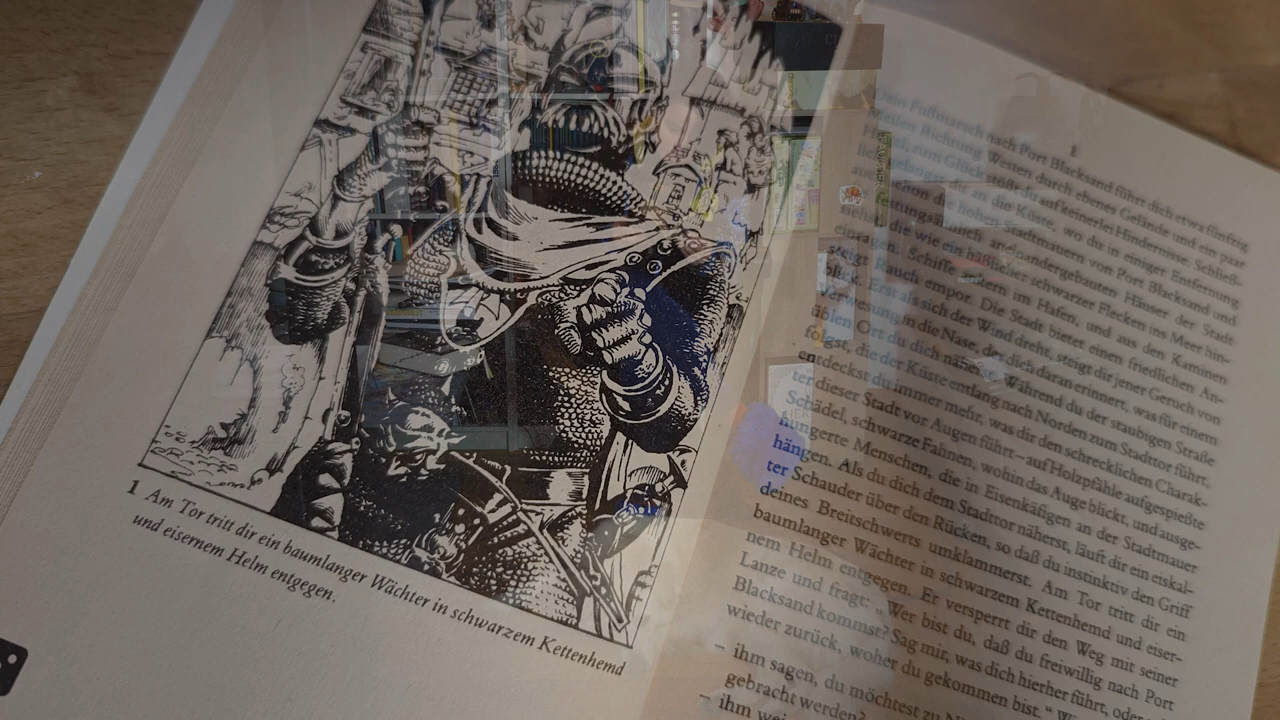 1 Am Tor tritt dir ein baumlanger Wächter in schwarzem Kettenhemd
und eisernem Helm entgegen.
1
Dein Fußmarsch nach Port Blacksand führt dich etwa fünfzig
Meilen Richtung Westen durch ebenes Gelände und ein paar
zum Glück stößt du auf keinerlei Hindernisse. Schließ-
an die Küste, wo du in einiger Entfernung
hohen Stadtmauern von Port Blacksand und
aneinandergebauten Häuser der Stadt
siehst, die wie ein häßlicher schwarzer Flecken ins Meer hin-
Schiffe ankern im Hafen, und aus den Kaminen
steigt Rauch empor. Die Stadt bietet einen friedlichen An-
blick. Erst als sich der Wind dreht, steigt dir jener Geruch von
Verwesung in die Nase, der dich daran erinnert, was für einem
üblen Ort du dich näherst. Während du der staubigen Straße
folgst, die der Küste entlang nach Norden zum Stadttor führt,
entdeckst du immer mehr, was dir den schrecklichen Charak-
ter dieser Stadt vor Augen führt – auf Holzpfähle aufgespießte
Schädel, schwarze Fahnen, wohin das Auge blickt, und ausge-
hungerte Menschen, die in Eisenkäfigen an der Stadtmauer
hängen. Als du dich dem Stadttor näherst, läuft dir ein eiskal-
ter Schauder über den Rücken, so daß du instinktiv den Griff
deines Breitschwerts umklammerst. Am Tor tritt dir ein
baumlanger Wächter in schwarzem Kettenhemd und eiser-
nem Helm entgegen. Er versperrt dir den Weg mit seiner
Lanze und fragt: „Wer bist du, daß du freiwillig nach Port
Blacksand kommst? Sag mir, was dich hierher führt, oder
wieder zurück, woher du gekommen bist.“
– ihm sagen, du möchtest zu
gebracht werden?
– ihm